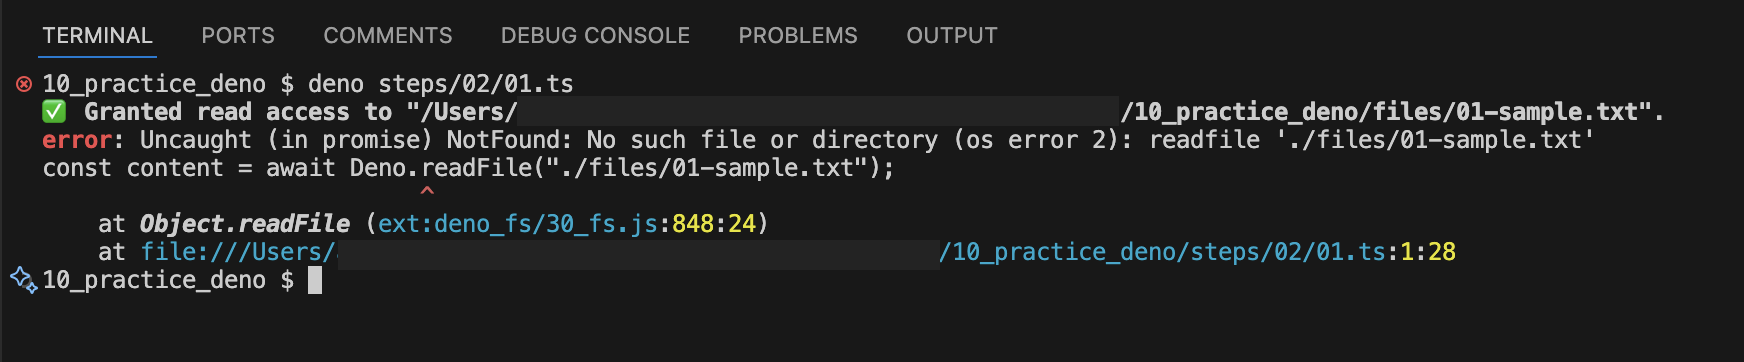 TERMINAL PORTS COMMENTS DEBUG CONSOLE PROBLEMS OUTPUT
10_practice_deno $ deno steps/02/01.ts
✅ Granted read access to "/Users/ /10_practice_deno/files/01-sample.txt".
error: Uncaught (in promise) NotFound: No such file or directory (os error 2): readfile './files/01-sample.txt'
const content = await Deno.readFile("./files/01-sample.txt");
^
at Object.readFile (ext:deno_fs/30_fs.js:848:24)
at file:///Users/ /10_practice_deno/steps/02/01.ts:1:28
10_practice_deno $